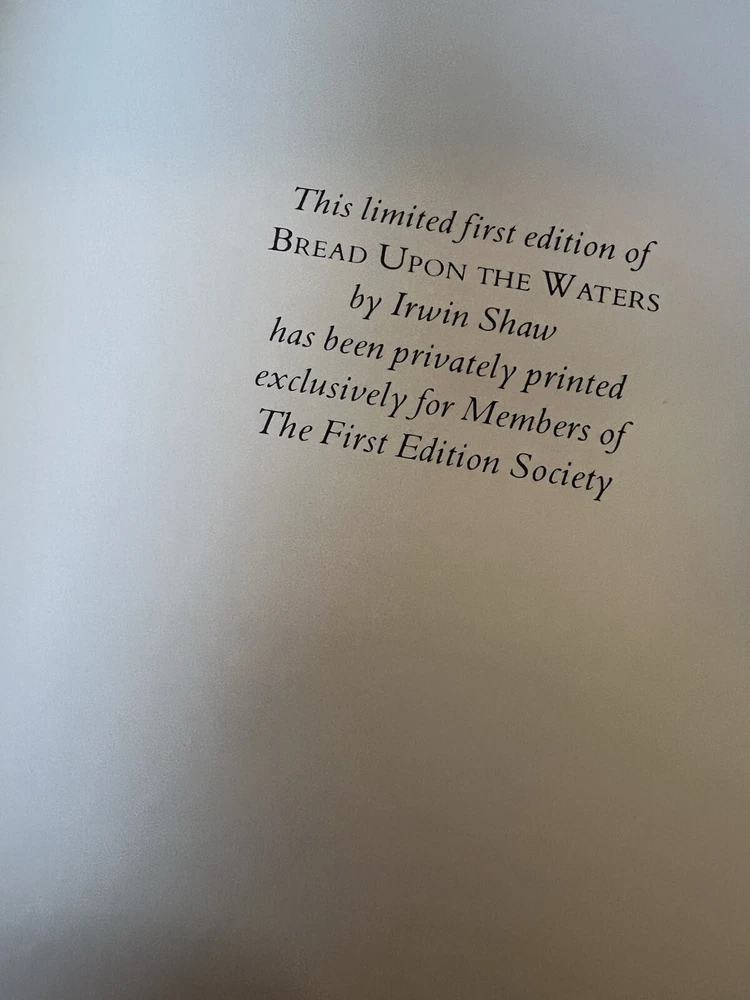 This limited first edition of
BREAD UPON THE WATERS
by Irwin Shaw
has been privately printed
exclusively for Members of
The First Edition Society